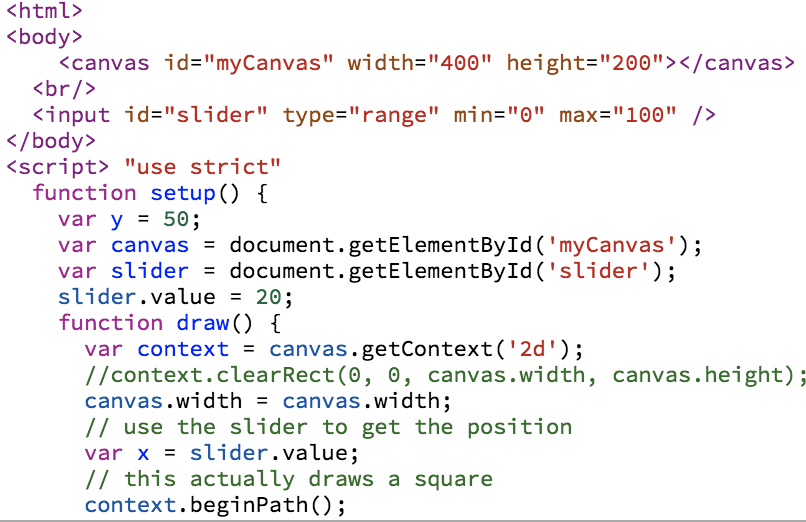 <html>
<body>
<canvas id="myCanvas" width="400" height="200"></canvas>
<br/>
<input id="slider" type="range" min="0" max="100" />
</body>
<script> "use strict"
function setup() {
var y = 50;
var canvas = document.getElementById('myCanvas');
var slider = document.getElementById('slider');
slider.value = 20;
function draw() {
var context = canvas.getContext('2d');
//context.clearRect(0, 0, canvas.width, canvas.height);
canvas.width = canvas.width;
// use the slider to get the position
var x = slider.value;
// this actually draws a square
context.beginPath();